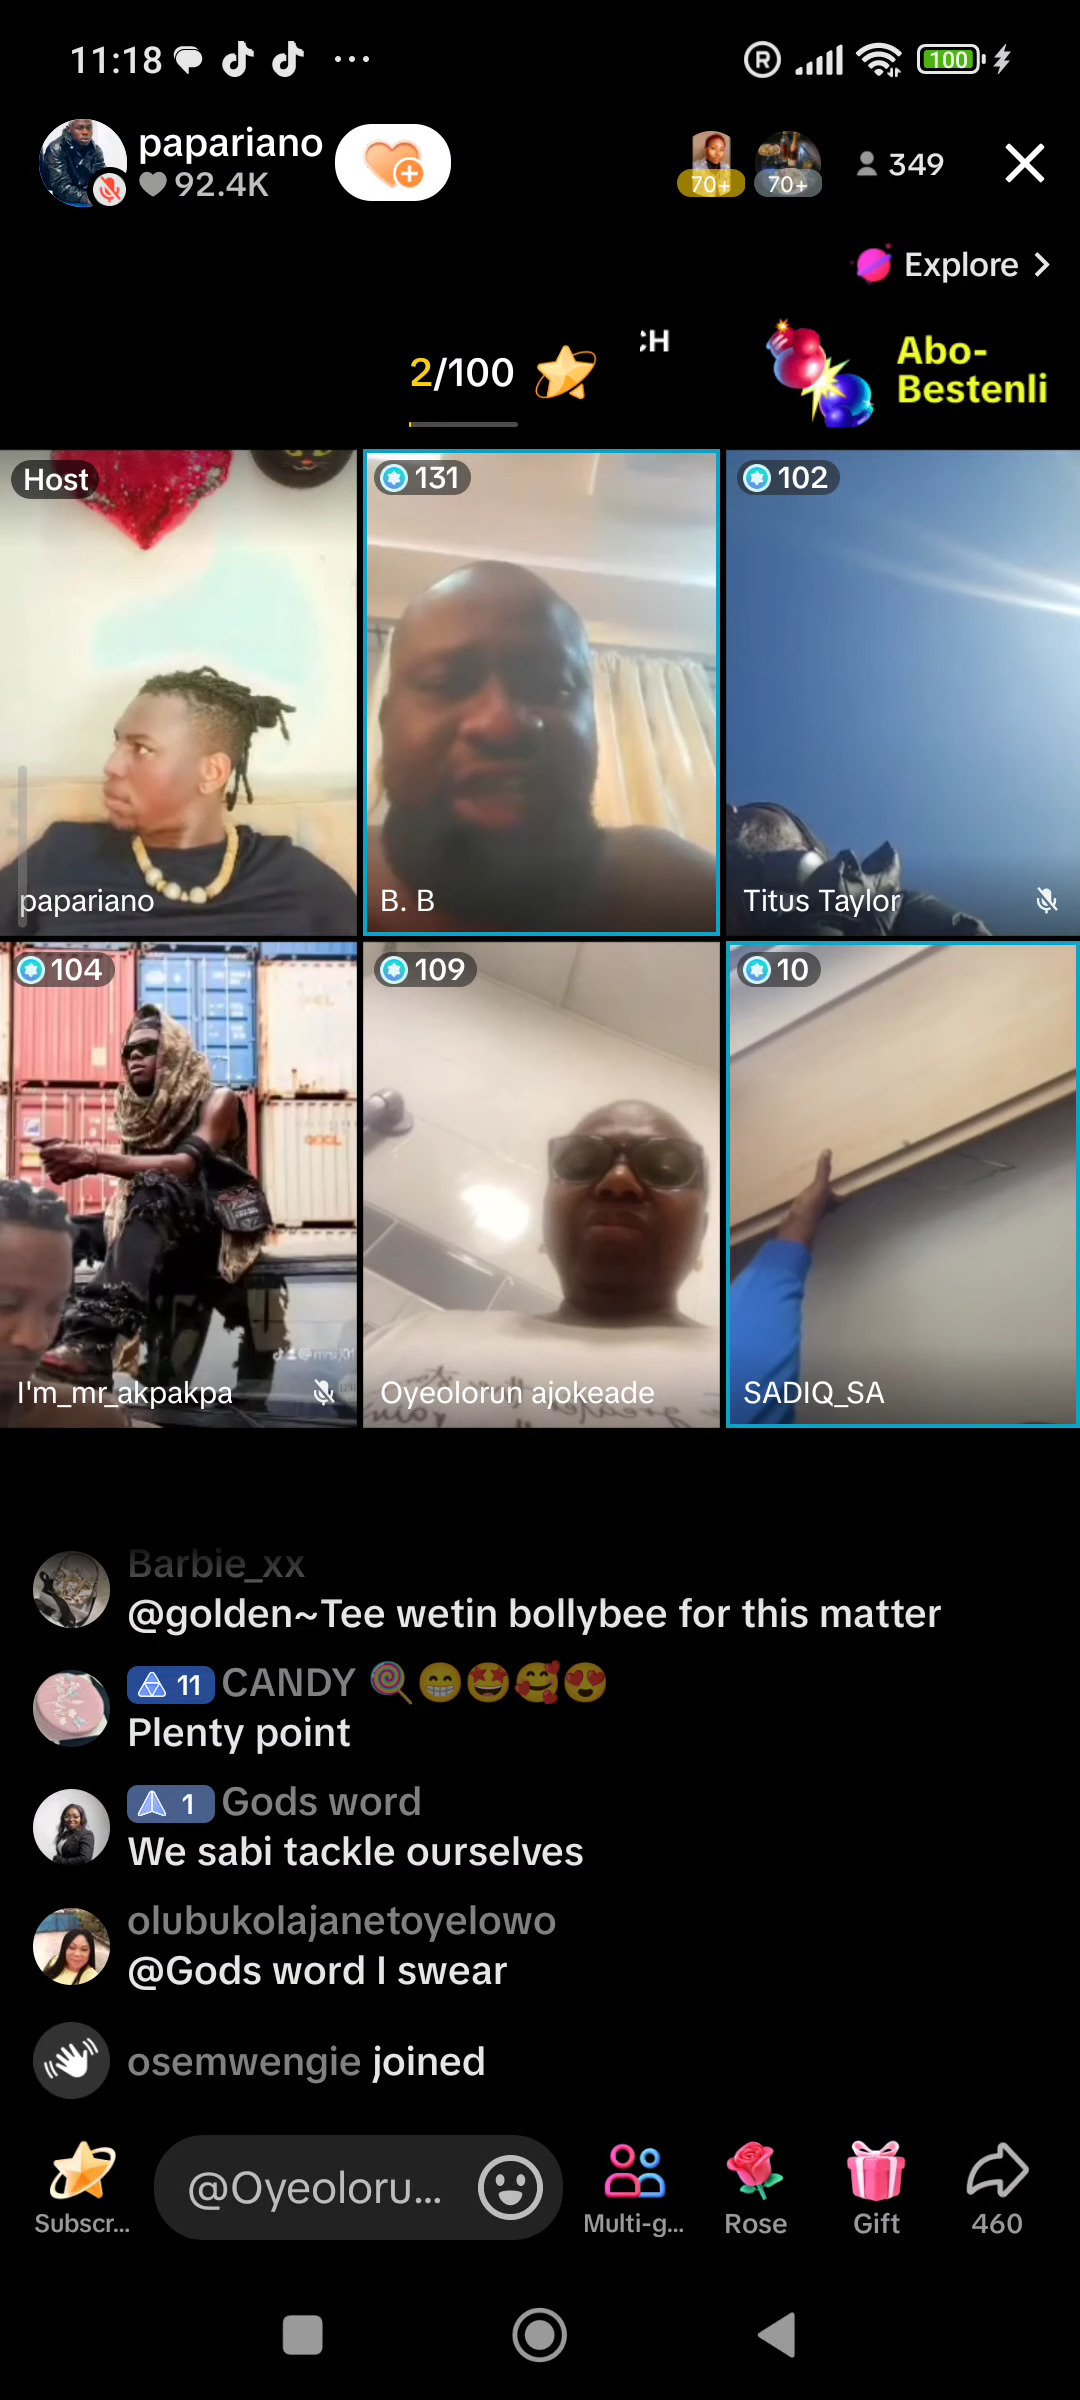 11:18
R
100
papariano
92.4K
70+
70+
349
Explore
2/100
CH
Abo-
Bestenli
Host
131
102
papariano
B. B
Titus Taylor
104
109
10
I'm_mr_akpakpa
Oyeolorun ajokeade
SADIQ_SA
Barbie_xx
@golden~Tee wetin bollybee for this matter
11 CANDY 🍭😁🤩🥰😍
Plenty point
1 Gods word
We sabi tackle ourselves
olubukolajanetoyelowo
@Gods word I swear
osemwengie joined
@Oyeoloru...
Subscr...
Multi-g...
Rose
Gift
460